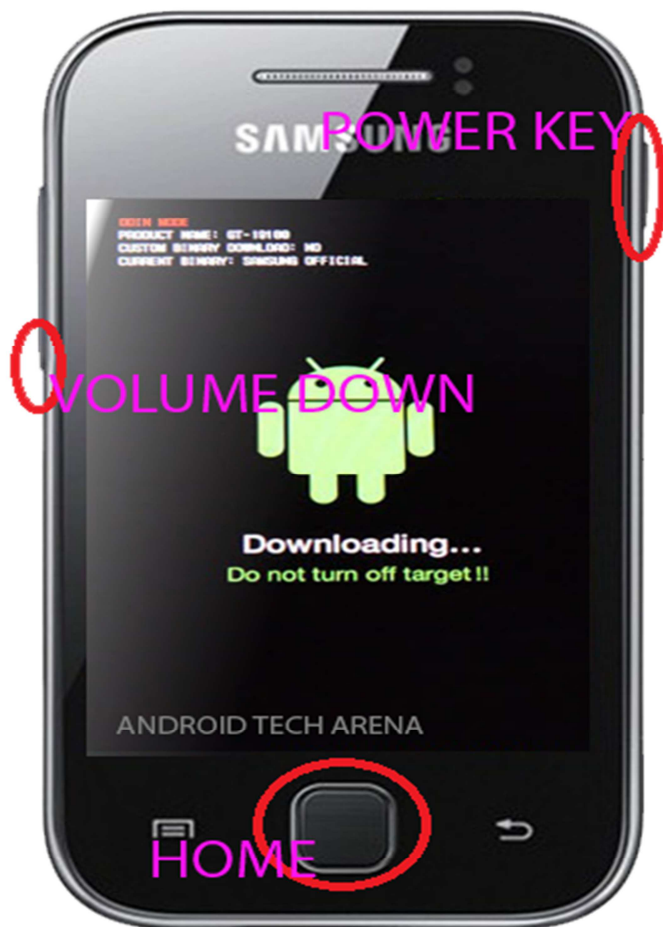 SAMSUNG
POWER KEY
ODIN MODE
PRODUCT NAME: GT-I9100
CUSTOM BINARY DOWNLOAD: NO
CURRENT BINARY: SAMSUNG OFFICIAL
VOLUME DOWN
Downloading...
Do not turn off target!!
ANDROID TECH ARENA
HOME